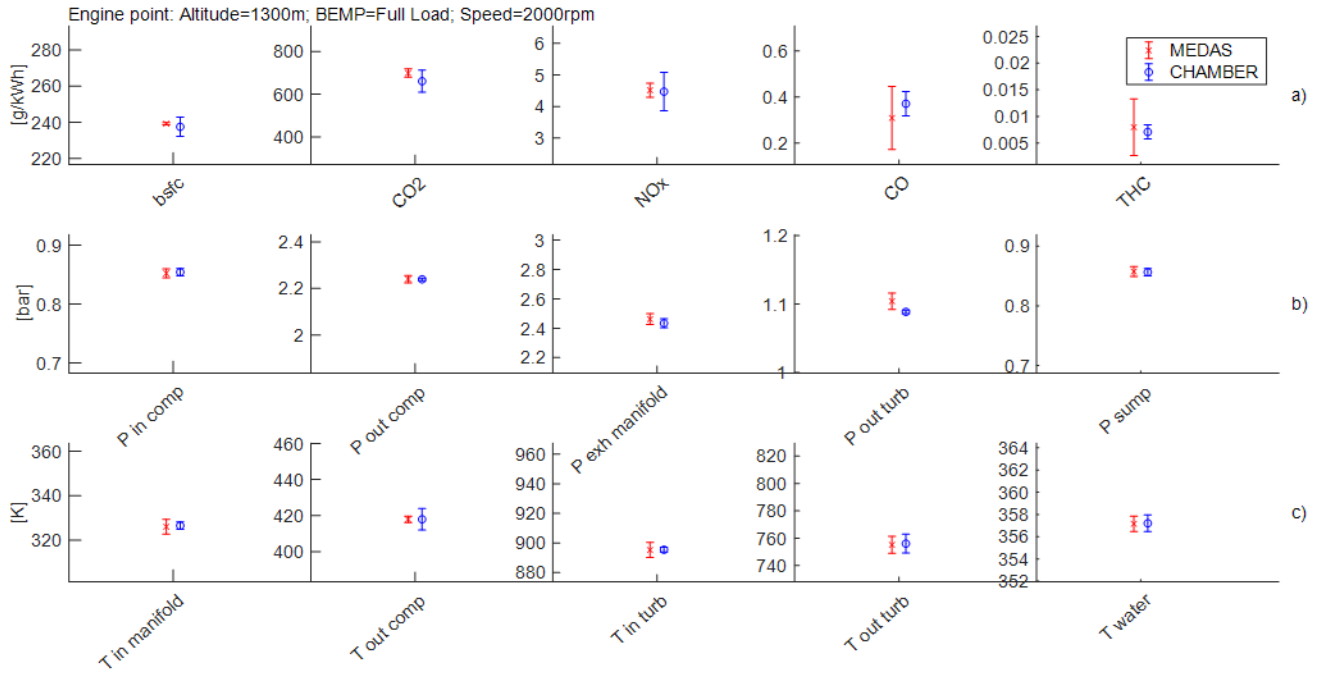 Engine point: Altitude=1300m; BEMP=Full Load; Speed=2000rpm
[g/kWh]
280
260
240
220
bsfc
800
600
400
CO2
6
5
4
3
NOx
0.6
0.4
0.2
CO
0.025
0.02
0.015
0.01
0.005
THC
MEDAS
CHAMBER
a)
[bar]
0.9
0.8
0.7
P in comp
2.4
2.2
2
P out comp
3
2.8
2.6
2.4
2.2
P exh manifold
1.2
1.1
1
P out turb
0.9
0.8
0.7
P sump
b)
[K]
360
340
320
T in manifold
460
440
420
400
T out comp
960
940
920
900
880
T in turb
820
800
780
760
740
T out turb
364
362
360
358
356
354
352
T water
c)